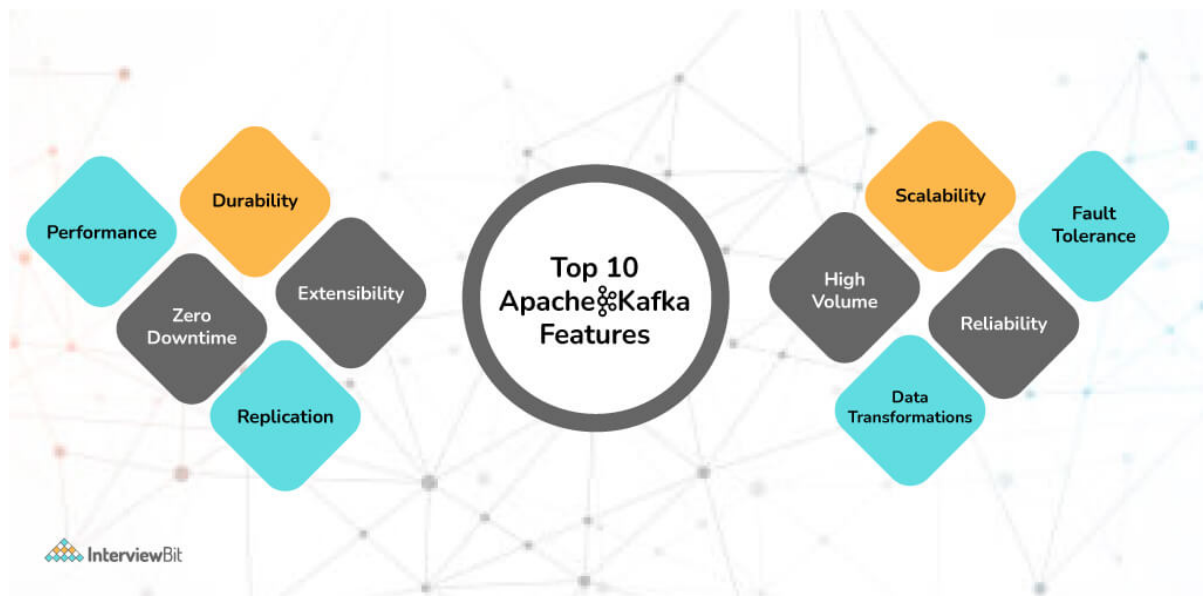 Performance
Durability
Zero
Downtime
Extensibility
Replication
Top 10
Apache Kafka
Features
Scalability
Fault
Tolerance
High
Volume
Reliability
Data
Transformations
InterviewBit